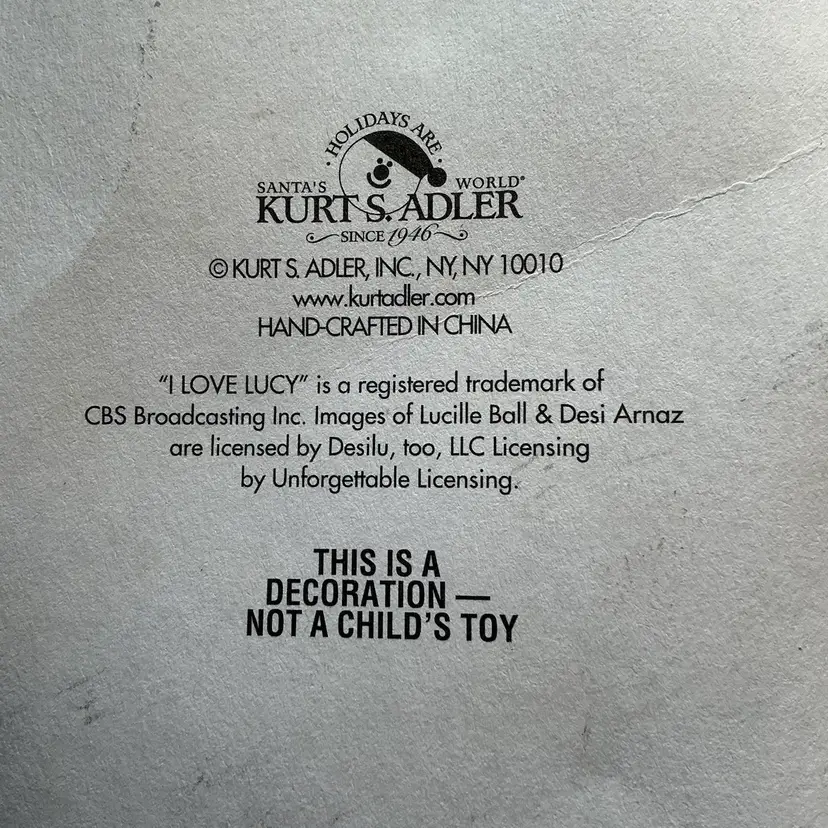 · HOLIDAYS ARE ·
SANTA'S WORLD®
KURT S. ADLER
SINCE 1946
© KURT S. ADLER, INC., NY, NY 10010
www.kurtadler.com
HAND-CRAFTED IN CHINA
“I LOVE LUCY” is a registered trademark of
CBS Broadcasting Inc. Images of Lucille Ball & Desi Arnaz
are licensed by Desilu, too, LLC Licensing
by Unforgettable Licensing.
THIS IS A
DECORATION —
NOT A CHILD'S TOY